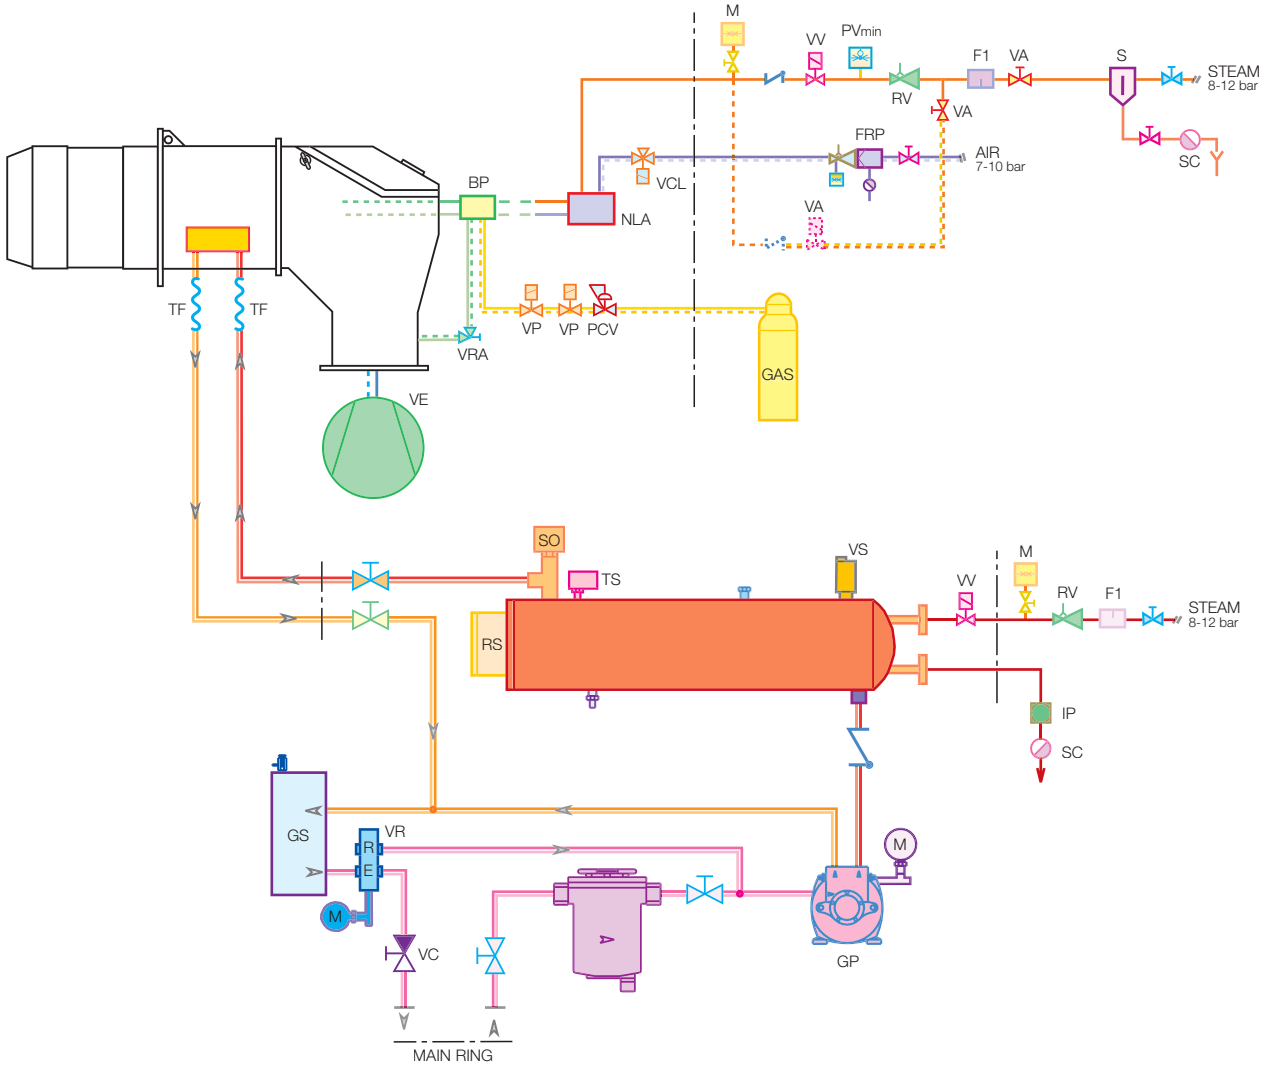 M
VV
PVmin
RV
F1
VA
S
STEAM
8-12 bar
VA
SC
FRP
AIR
7-10 bar
VCL
BP
NLA
VA
TF
TF
VP
VP
PCV
VRA
GAS
VE
SO
TS
VS
VV
M
RV
F1
STEAM
8-12 bar
RS
IP
SC
GS
VR
R
E
M
M
VC
GP
MAIN RING